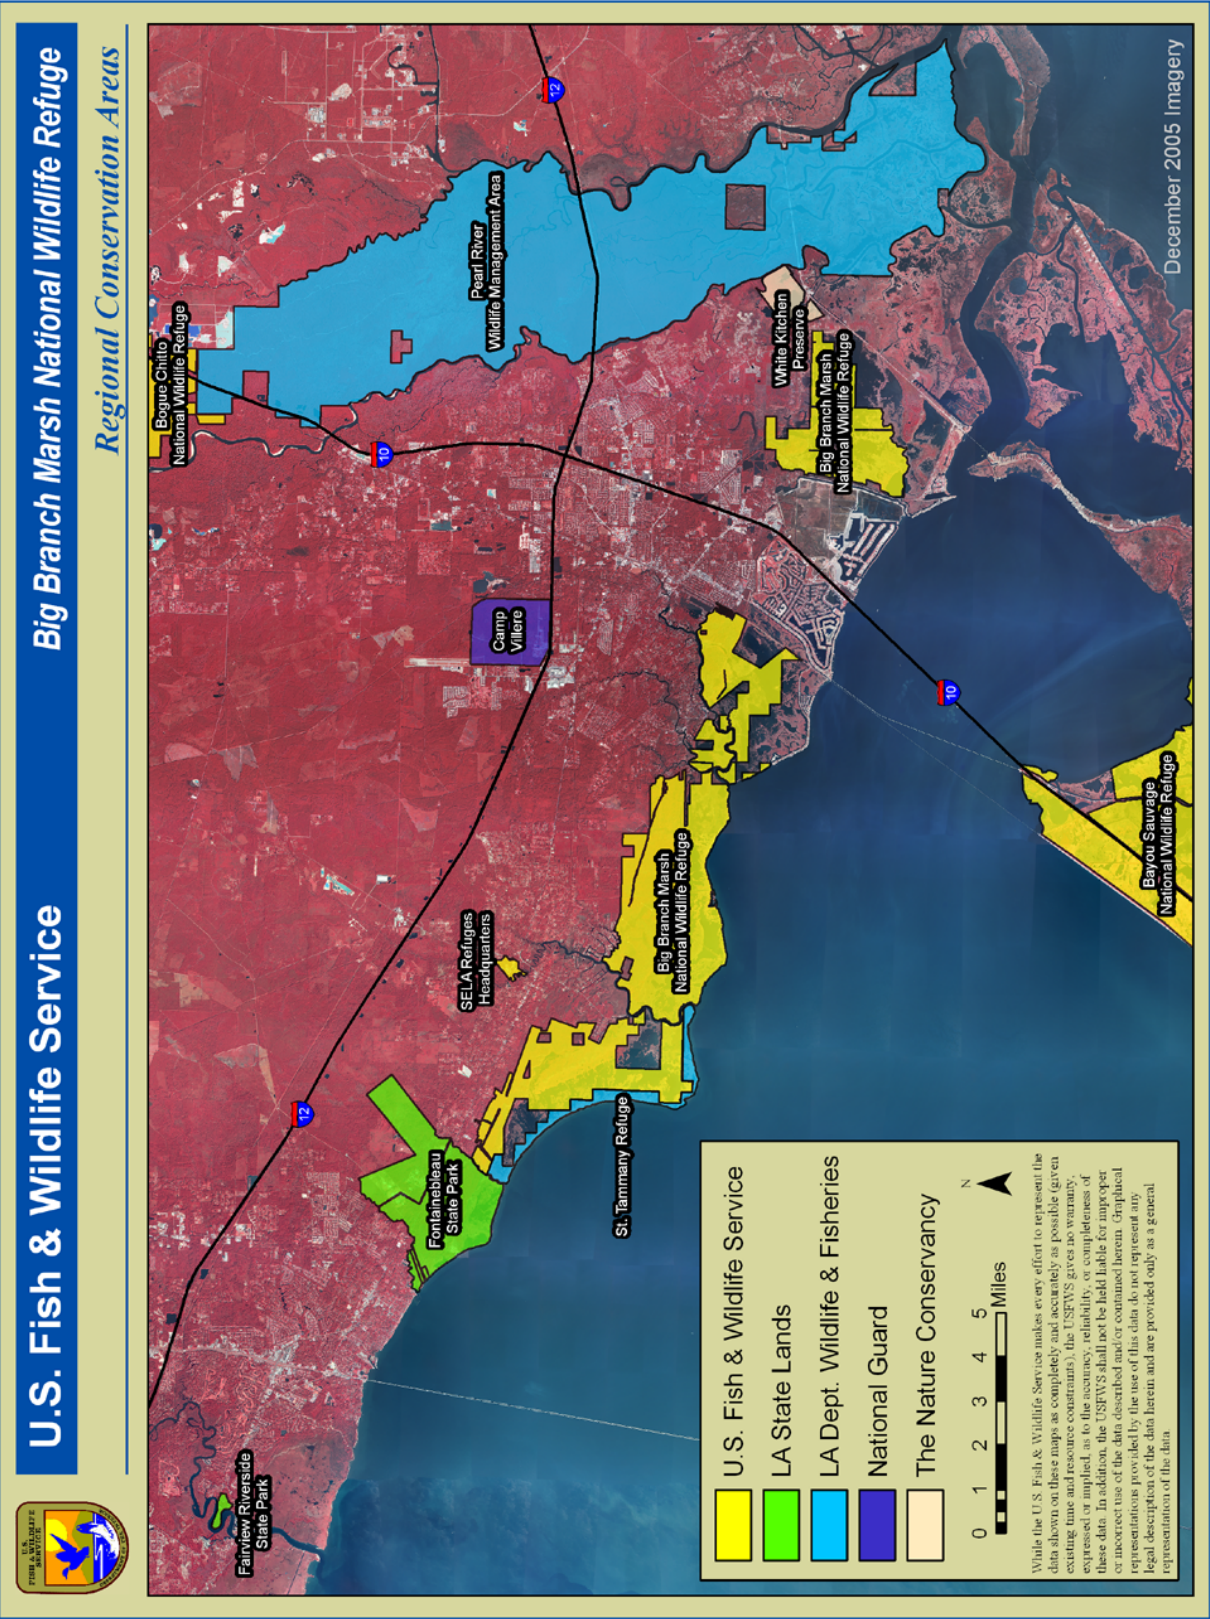 U.S.
FISH & WILDLIFE
SERVICE
U.S. Fish & Wildlife Service
Big Branch Marsh National Wildlife Refuge
Regional Conservation Areas
Fairview Riverside
State Park
12
Fontainebleau
State Park
SELA Refuges
Headquarters
St. Tammany Refuge
Big Branch Marsh
National Wildlife Refuge
Camp
Villere
10
Bogue Chitto
National Wildlife Refuge
Pearl River
Wildlife Management Area
12
White Kitchen
Preserve
Big Branch Marsh
National Wildlife Refuge
10
Bayou Sauvage
National Wildlife Refuge
December 2005 Imagery
U.S. Fish & Wildlife Service
LA State Lands
LA Dept. Wildlife & Fisheries
National Guard
The Nature Conservancy
N
0 1 2 3 4 5
Miles
While the U.S. Fish & Wildlife Service makes every effort to represent the
data shown on these maps as completely and accurately as possible (given
existing time and resource constraints), the USFWS gives no warranty,
expressed or implied, as to the accuracy, reliability, or completeness of
these data. In addition, the USFWS shall not be held liable for improper
or incorrect use of the data described and/or contained herein. Graphical
representations provided by the use of this data do not represent any
legal description of the data herein and are provided only as a general
representation of the data.